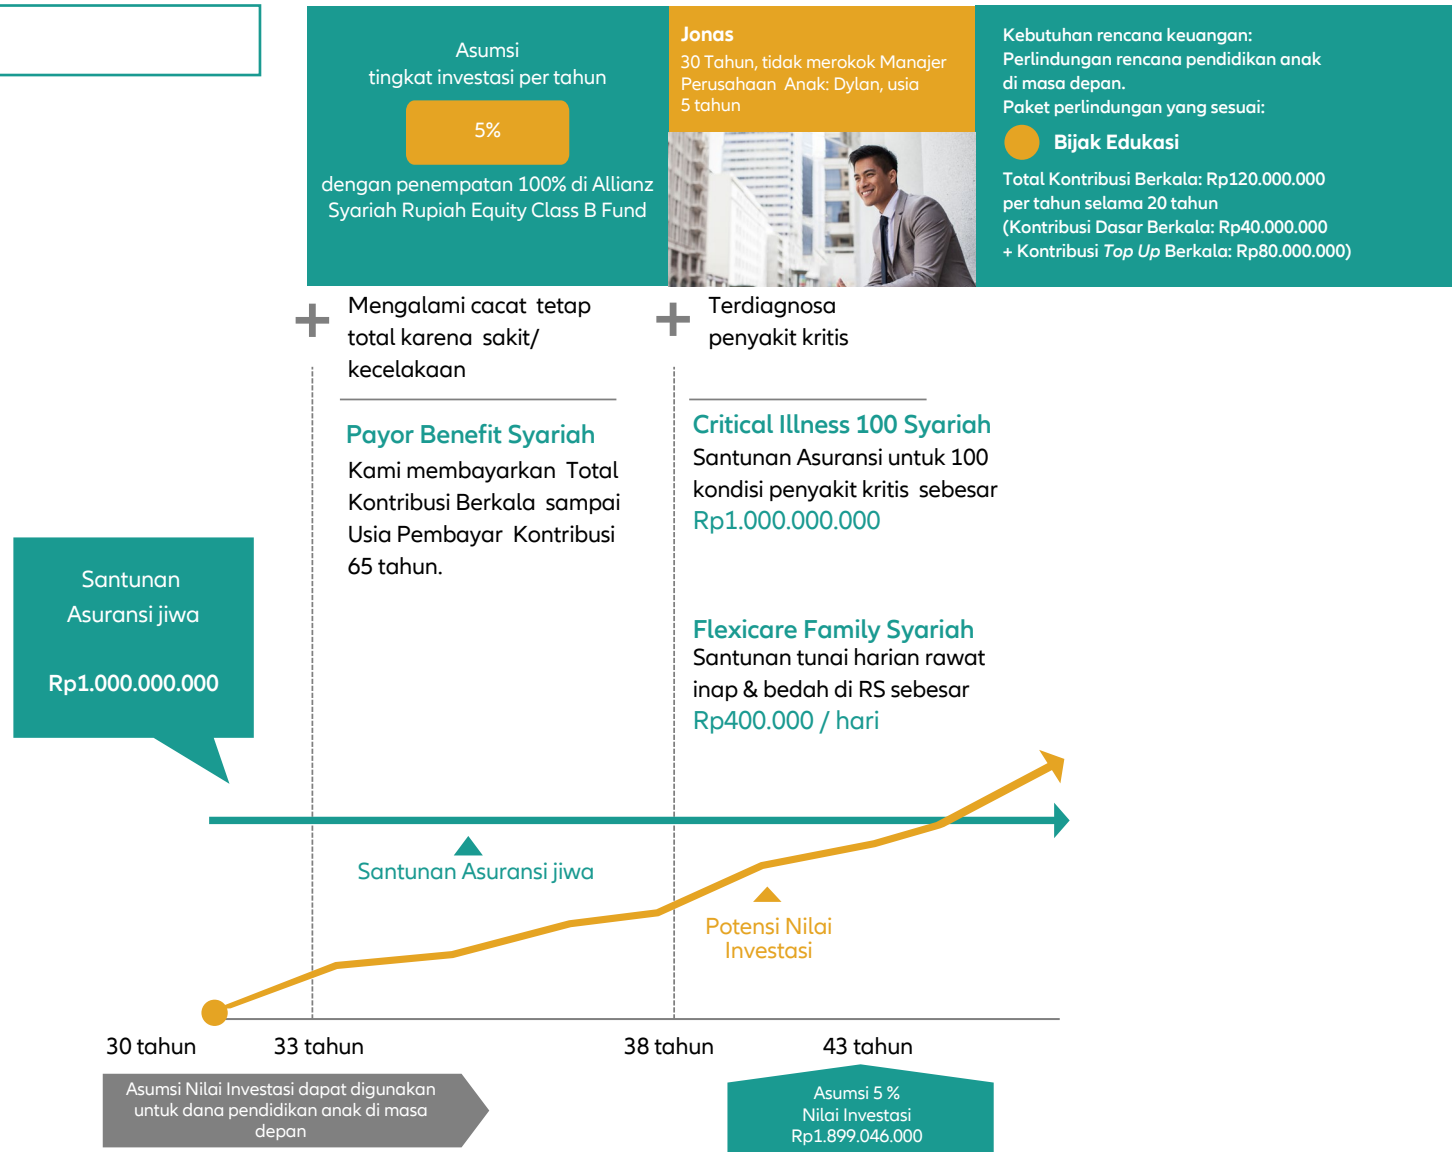 Asumsi
tingkat investasi per tahun
5%
dengan penempatan 100% di Allianz
Syariah Rupiah Equity Class B Fund
Jonas
30 Tahun, tidak merokok Manajer
Perusahaan Anak: Dylan, usia
5 tahun
Kebutuhan rencana keuangan:
Perlindungan rencana pendidikan anak
di masa depan.
Paket perlindungan yang sesuai:
Bijak Edukasi
Total Kontribusi Berkala: Rp120.000.000
per tahun selama 20 tahun
(Kontribusi Dasar Berkala: Rp40.000.000
+ Kontribusi Top Up Berkala: Rp80.000.000)
Mengalami cacat tetap
total karena sakit/
kecelakaan
Payor Benefit Syariah
Kami membayarkan Total
Kontribusi Berkala sampai
Usia Pembayar Kontribusi
65 tahun.
Terdiagnosa
penyakit kritis
Critical Illness 100 Syariah
Santunan Asuransi untuk 100
kondisi penyakit kritis sebesar
Rp1.000.000.000
Flexicare Family Syariah
Santunan tunai harian rawat
inap & bedah di RS sebesar
Rp400.000 / hari
Santunan
Asuransi jiwa
Rp1.000.000.000
Santunan Asuransi jiwa
Potensi Nilai
Investasi
30 tahun
33 tahun
38 tahun
43 tahun
Asumsi Nilai Investasi dapat digunakan
untuk dana pendidikan anak di masa
depan
Asumsi 5 %
Nilai Investasi
Rp1.899.046.000